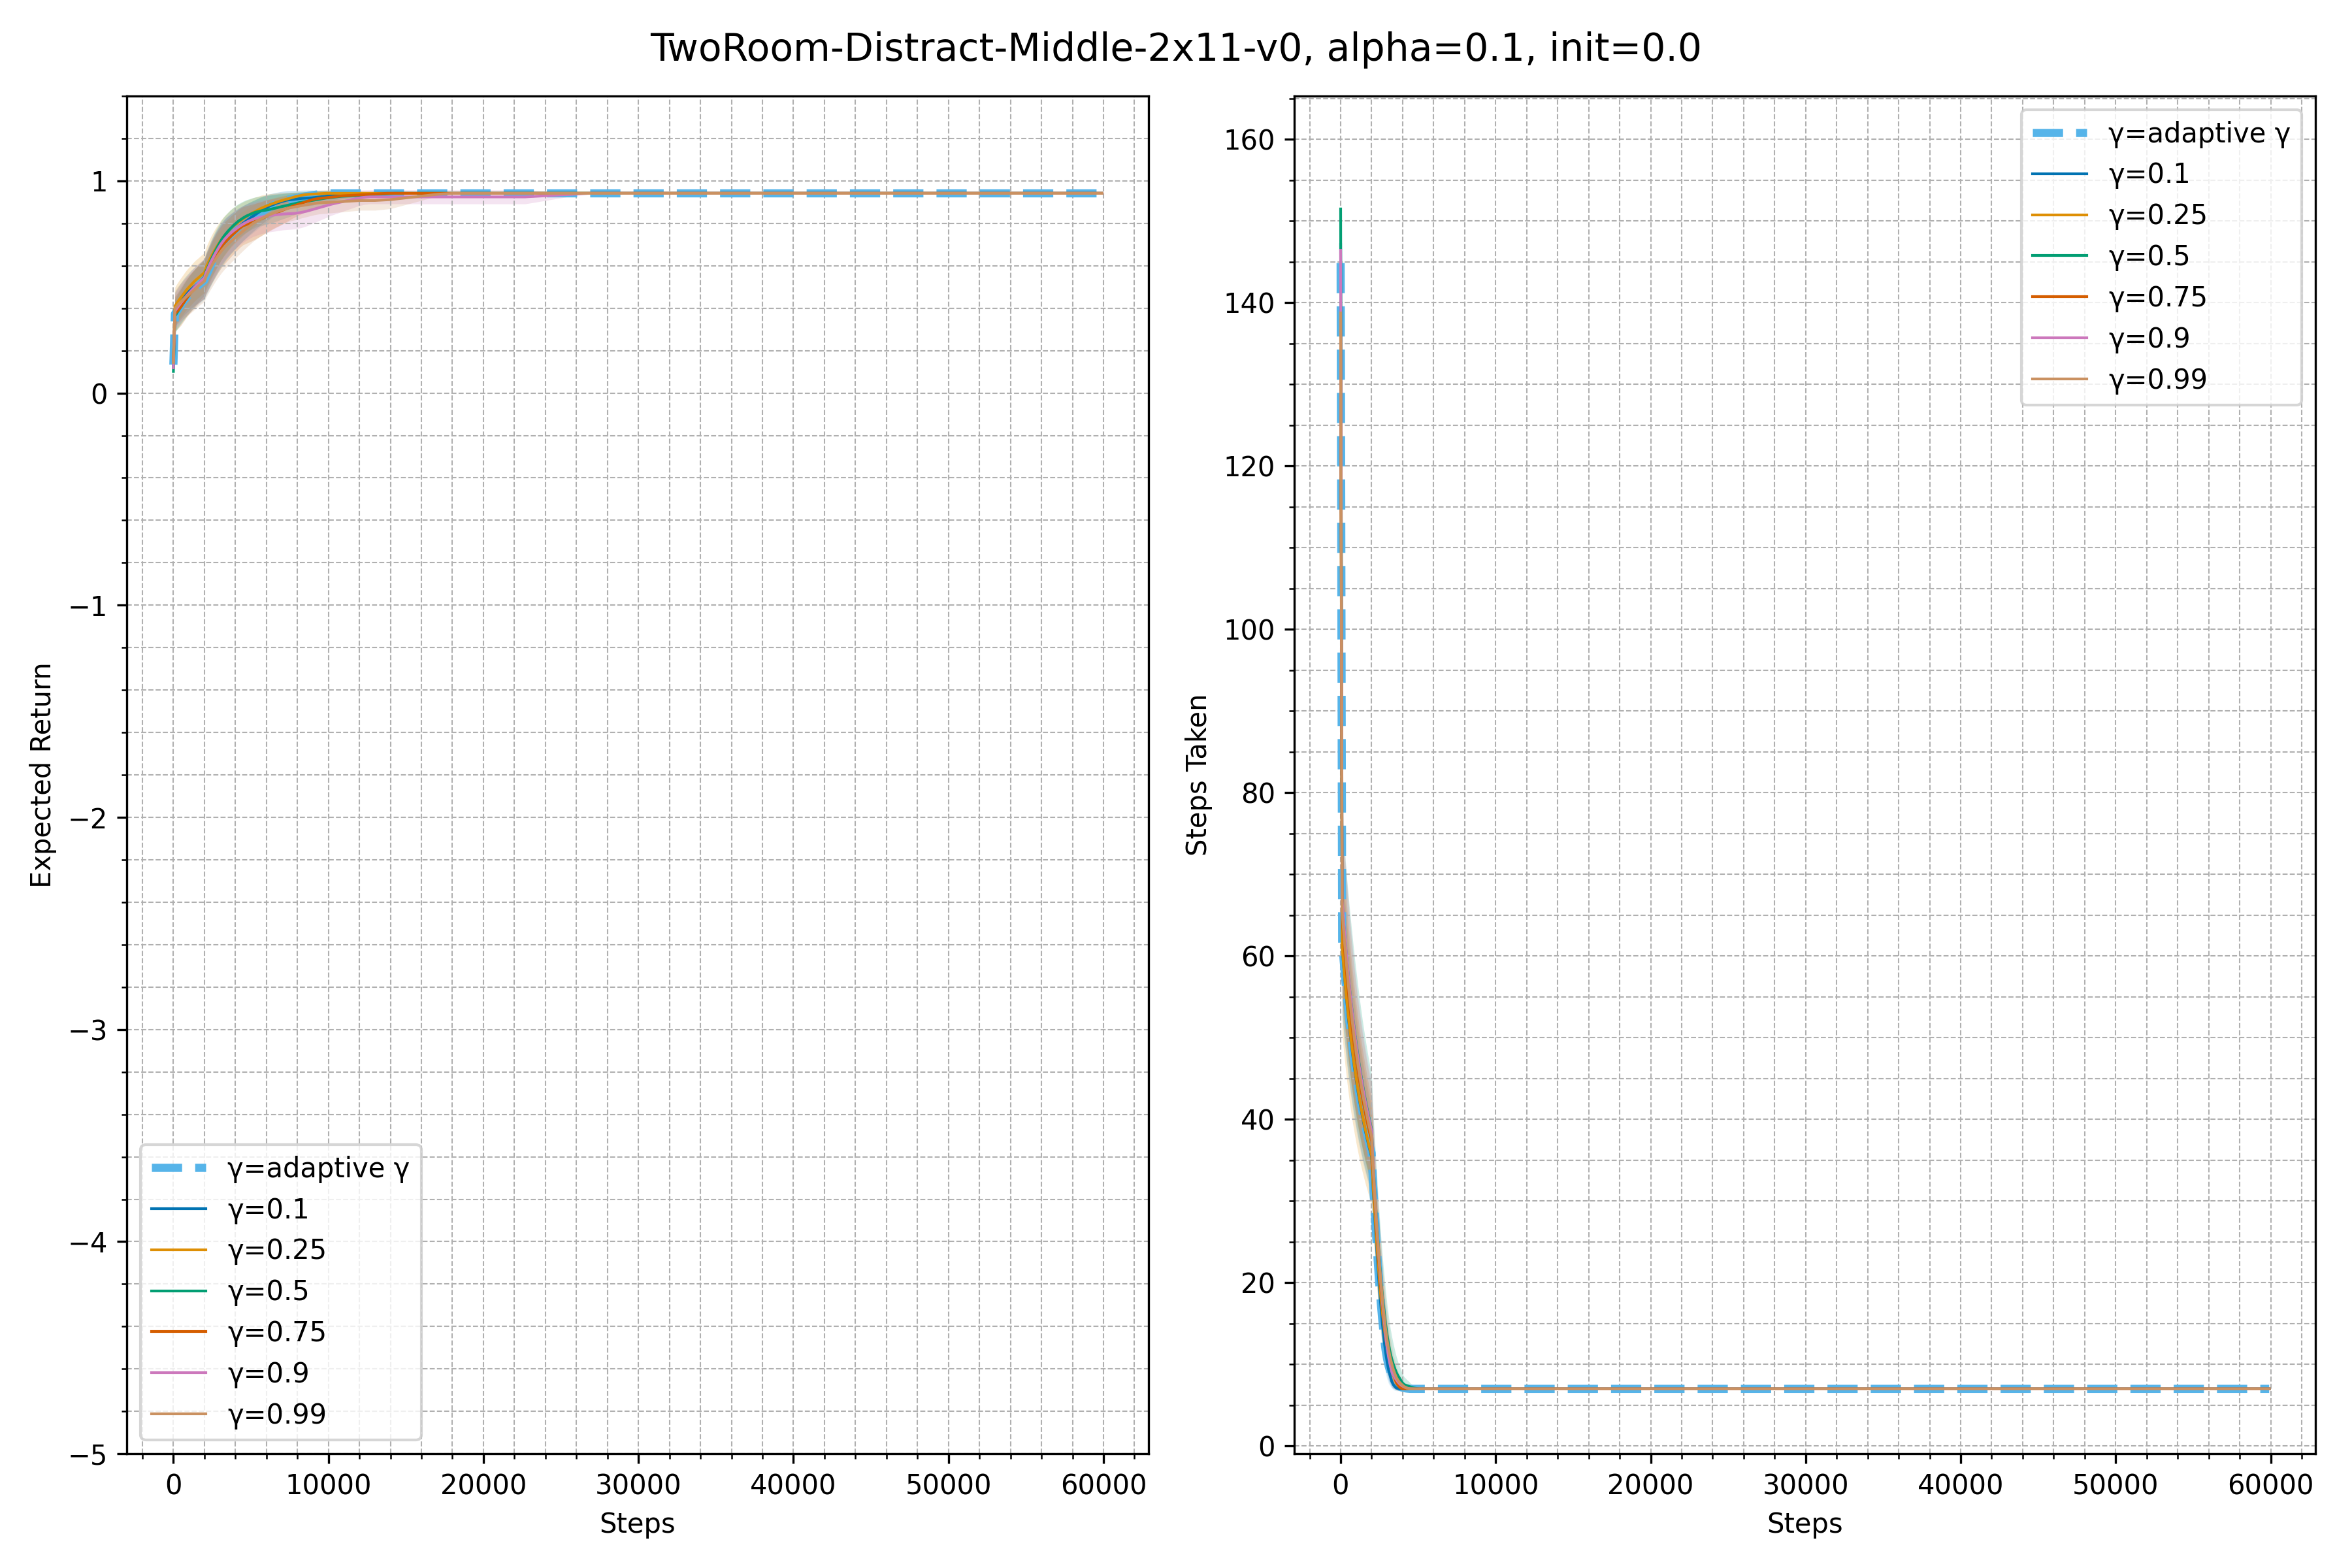 TwoRoom-Distract-Middle-2x11-v0, alpha=0.1, init=0.0
Expected Return
1
0
−1
−2
−3
−4
−5
γ=adaptive γ
γ=0.1
γ=0.25
γ=0.5
γ=0.75
γ=0.9
γ=0.99
0 10000 20000 30000 40000 50000 60000
Steps
Steps Taken
160
140
120
100
80
60
40
20
0
γ=adaptive γ
γ=0.1
γ=0.25
γ=0.5
γ=0.75
γ=0.9
γ=0.99
0 10000 20000 30000 40000 50000 60000
Steps